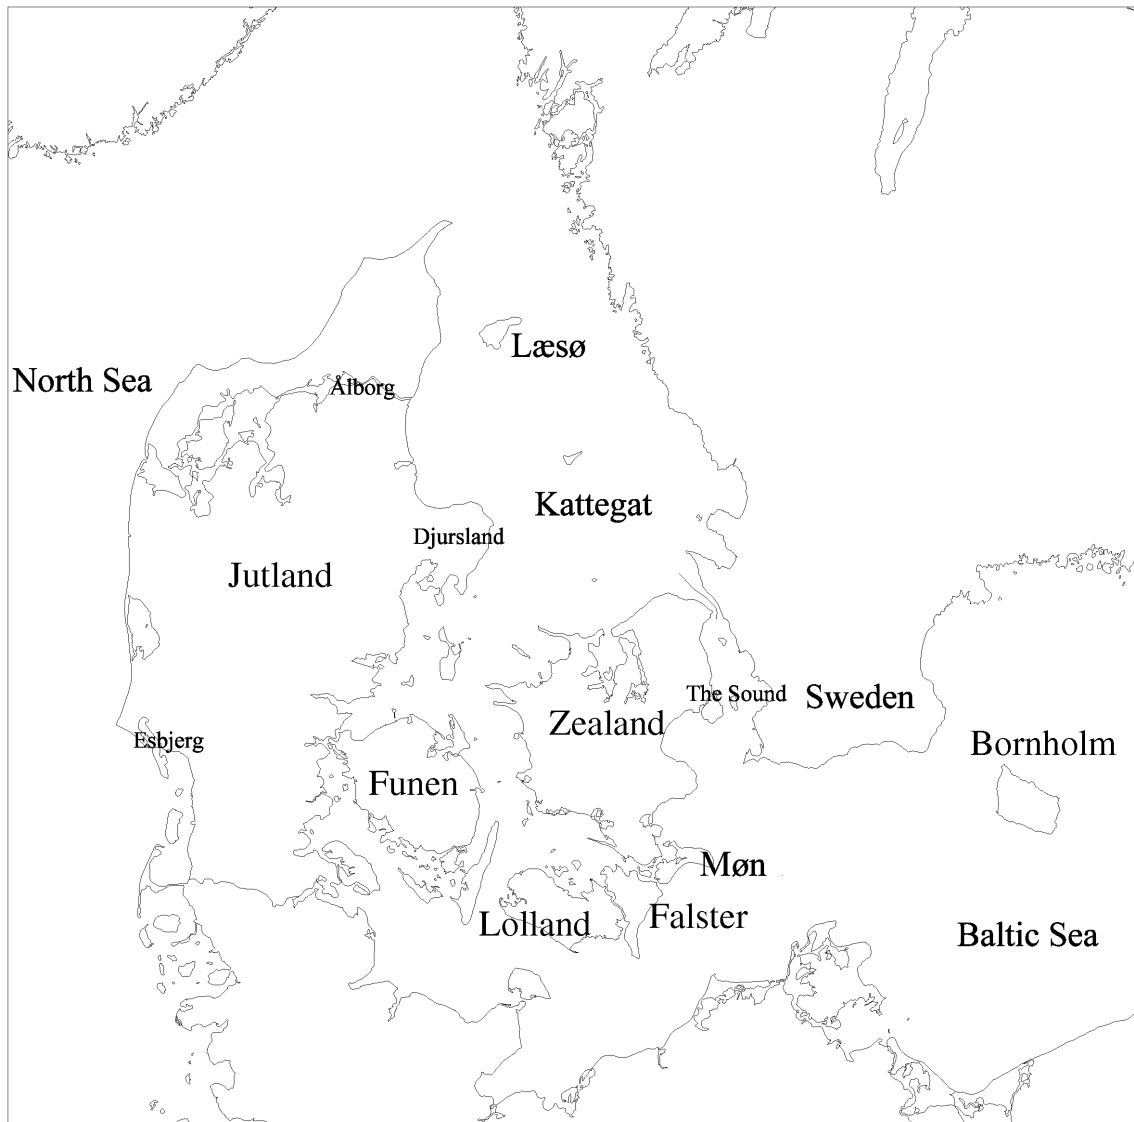 Læsø
North Sea
Ålborg
Kattegat
Djursland
Jutland
The Sound
Sweden
Zealand
Esbjerg
Bornholm
Funen
Møn
Falster
Lolland
Baltic Sea